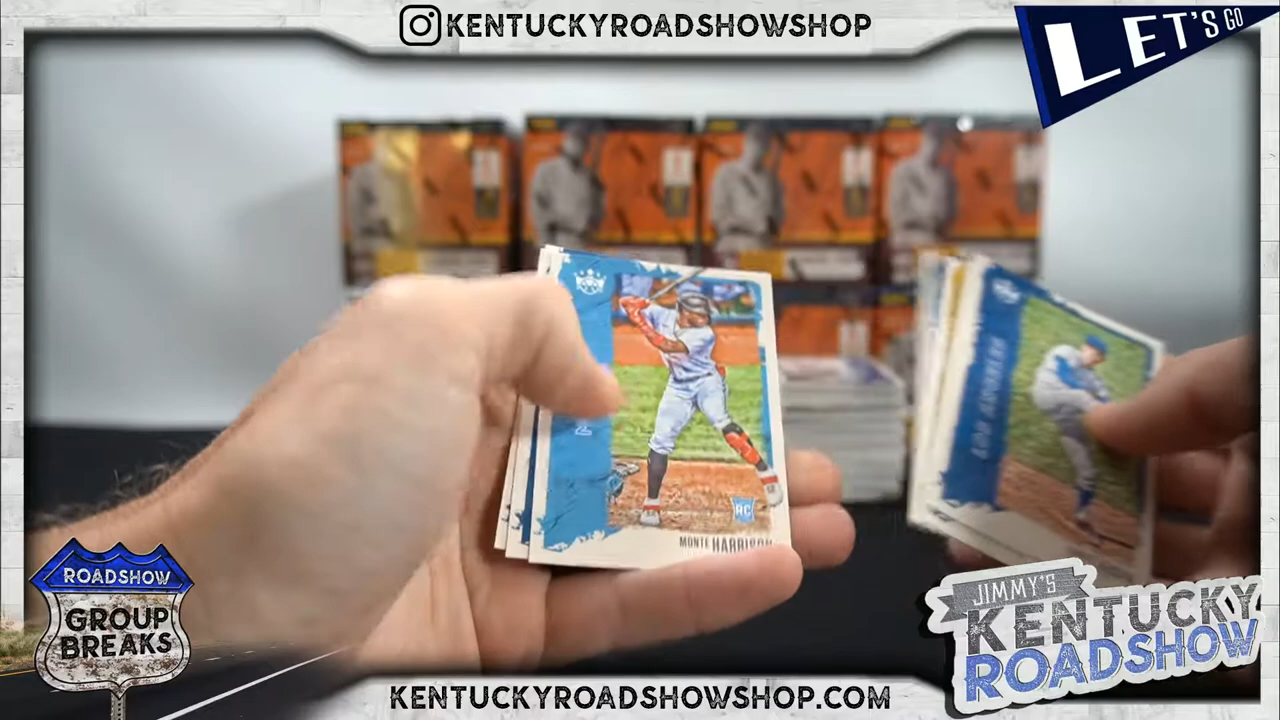 KENTUCKYROADSHOWSHOP
LET'S GO
RC
MONTE HARRISON
ROADSHOW
GROUP
BREAKS
JIMMY'S
KENTUCKY
ROADSHOW
KENTUCKYROADSHOWSHOP.COM